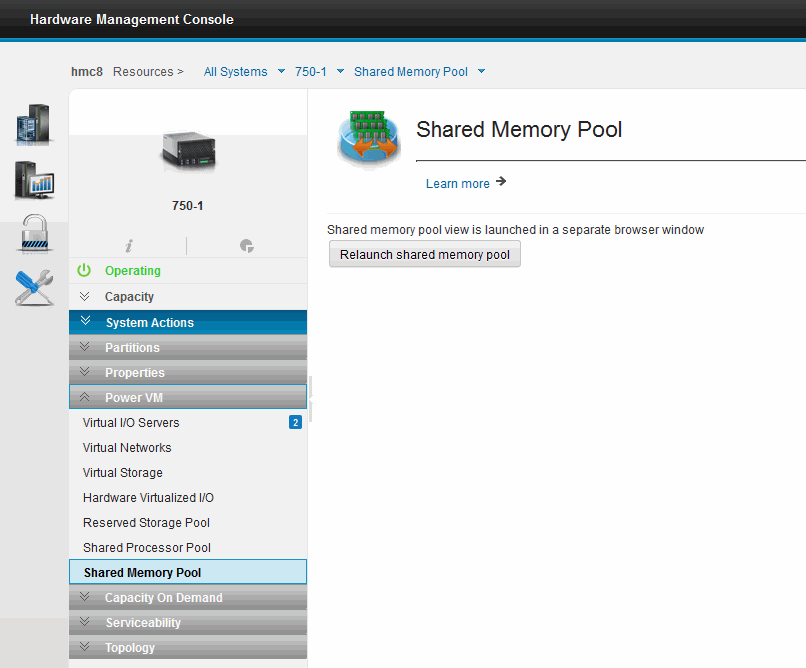 Hardware Management Console
hmc8 Resources > All Systems 750-1 Shared Memory Pool
750-1
Operating
Capacity
System Actions
Partitions
Properties
Power VM
Virtual I/O Servers 2
Virtual Networks
Virtual Storage
Hardware Virtualized I/O
Reserved Storage Pool
Shared Processor Pool
Shared Memory Pool
Capacity On Demand
Serviceability
Topology
Shared Memory Pool
Learn more
Shared memory pool view is launched in a separate browser window
Relaunch shared memory pool